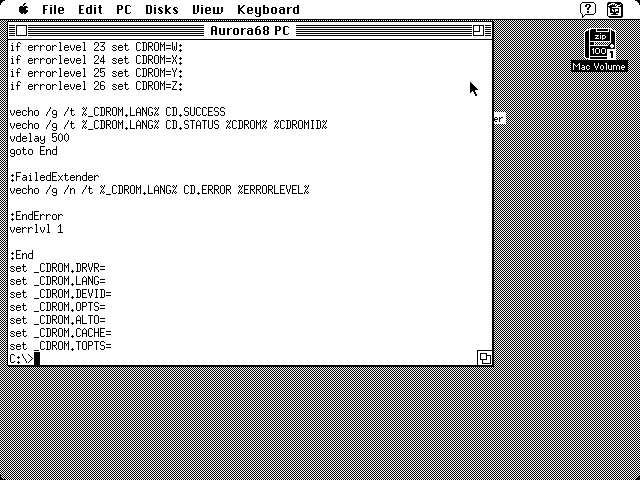 File Edit PC Disks View Keyboard
Aurora68 PC
if errorlevel 23 set CDROM=W:
if errorlevel 24 set CDROM=X:
if errorlevel 25 set CDROM=Y:
if errorlevel 26 set CDROM=Z:
vecho /g /t %_CDROM.LANG% CD.SUCCESS
vecho /g /t %_CDROM.LANG% CD.STATUS %CDROM% %CDROMID%
vdelay 500
goto End
:FailedExtender
vecho /g /n /t %_CDROM.LANG% CD.ERROR %ERRORLEVEL%
:EndError
verrlvl 1
:End
set _CDROM.DRVR=
set _CDROM.LANG=
set _CDROM.DEVID=
set _CDROM.OPTS=
set _CDROM.ALTO=
set _CDROM.CACHE=
set _CDROM.TOPTS=
C:\>
zip
100
1
Mac Volume
er